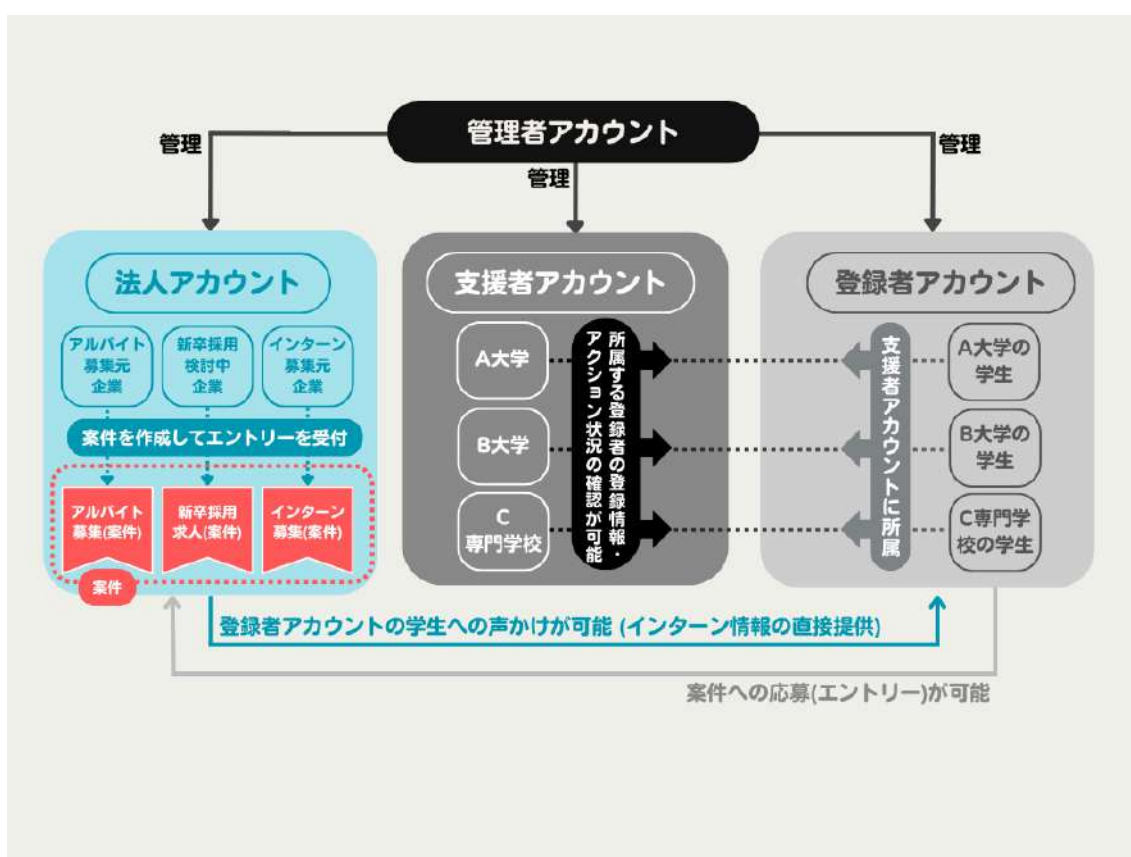 管理者アカウント
管理
管理
管理
法人アカウント
アルバイト
募集元
企業
新卒採用
検討中
企業
インターン
募集元
企業
案件を作成してエントリーを受付
アルバイト
募集(案件)
新卒採用
求人(案件)
インターン
募集(案件)
案件
支援者アカウント
A大学
B大学
C
専門学校
所属する登録者の登録情報・
アクション状況の確認が可能
登録者アカウント
支援者アカウントに所属
A大学の
学生
B大学の
学生
C専門学
校の学生
登録者アカウントの学生への声かけが可能 (インターン情報の直接提供)
案件への応募(エントリー)が可能